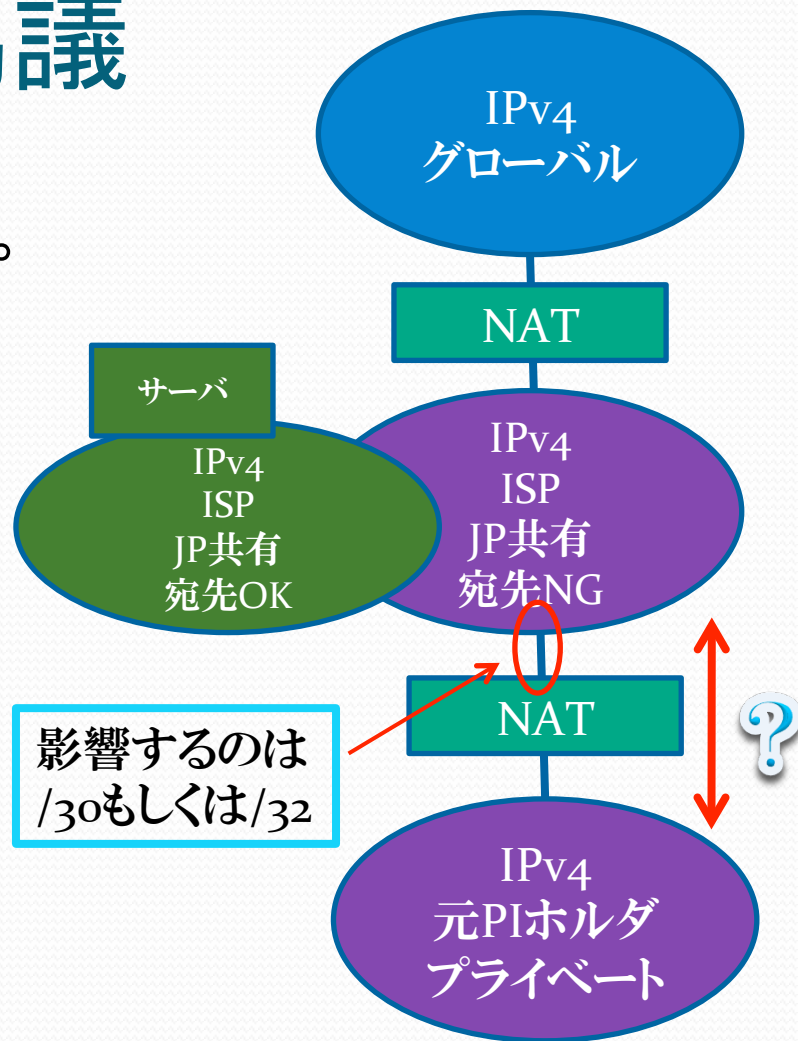 議
。
IPv4
グローバル
NAT
サーバ
IPv4
ISP
JP共有
宛先OK
IPv4
ISP
JP共有
宛先NG
影響するのは
/30もしくは/32
NAT
?
IPv4
元PIホルダ
プライベート